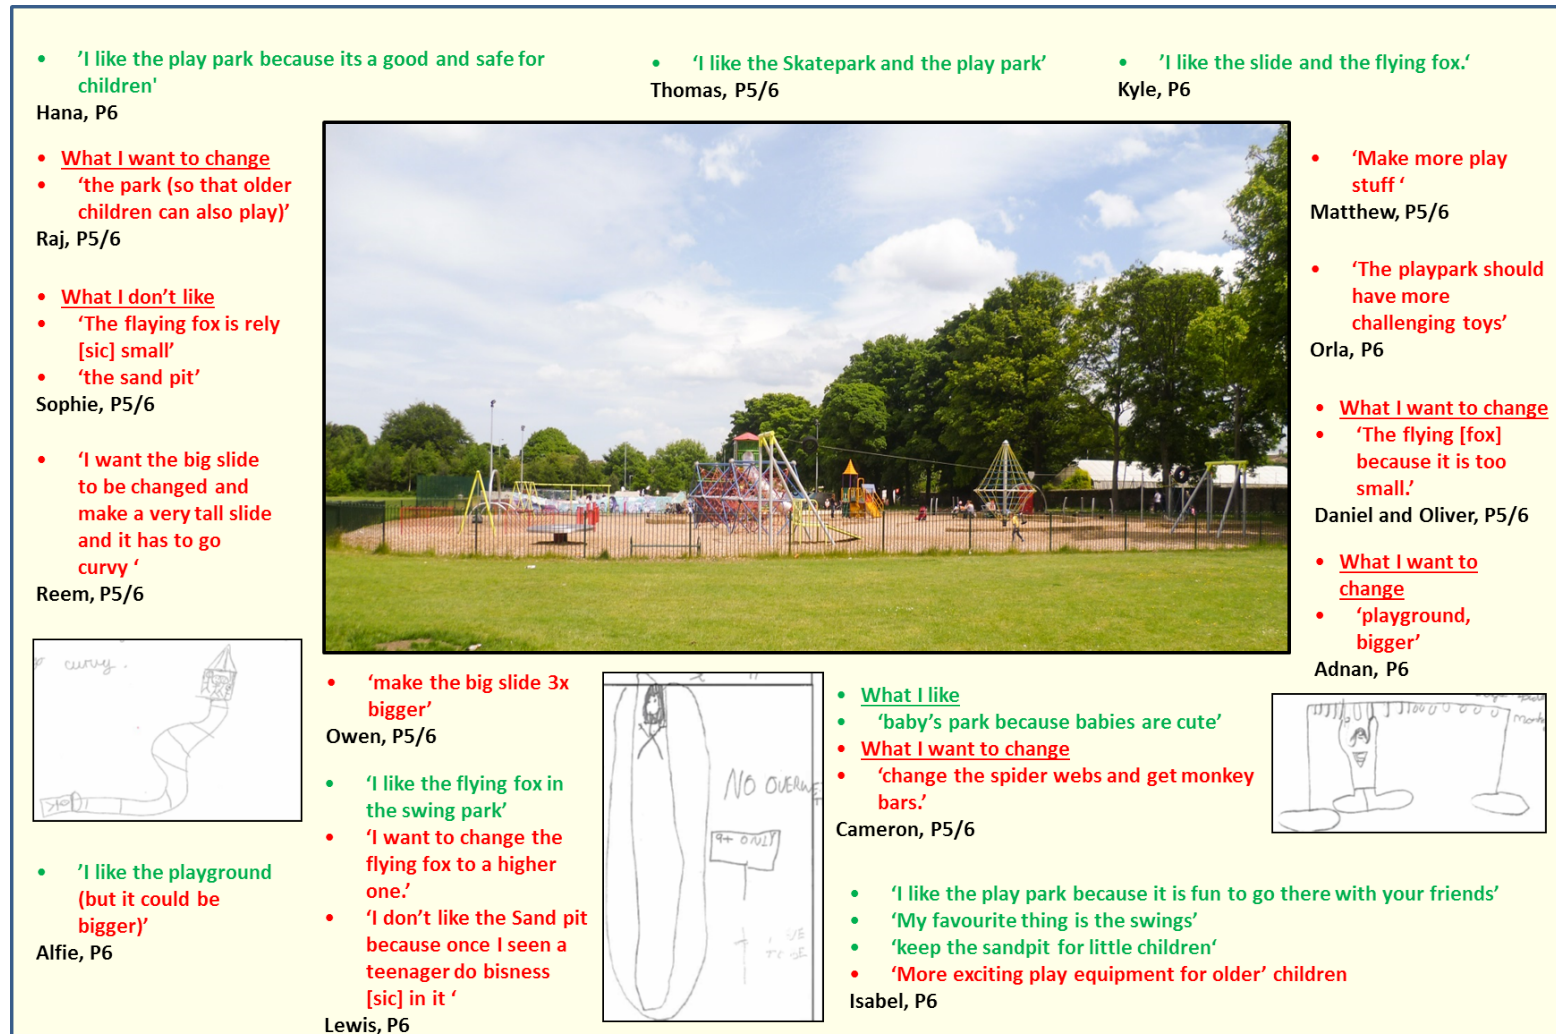 • ’I like the play park because its a good and safe for
children'
Hana, P6
• ‘I like the Skatepark and the play park’
Thomas, P5/6
• ’I like the slide and the flying fox.‘
Kyle, P6
• What I want to change
• ‘the park (so that older
children can also play)’
Raj, P5/6
• What I don’t like
• ‘The flaying fox is rely
[sic] small’
• ‘the sand pit’
Sophie, P5/6
• ‘I want the big slide
to be changed and
make a very tall slide
and it has to go
curvy ‘
Reem, P5/6
curvy.
• ’I like the playground
(but it could be
bigger)’
Alfie, P6
• ‘make the big slide 3x
bigger’
Owen, P5/6
• ‘I like the flying fox in
the swing park’
• ‘I want to change the
flying fox to a higher
one.’
• ‘I don’t like the Sand pit
because once I seen a
teenager do bisness
[sic] in it ‘
Lewis, P6
NO
9+ ONLY
• What I like
• ‘baby’s park because babies are cute’
• What I want to change
• ‘change the spider webs and get monkey
bars.’
Cameron, P5/6
• ‘I like the play park because it is fun to go there with your friends’
• ‘My favourite thing is the swings’
• ‘keep the sandpit for little children‘
• ‘More exciting play equipment for older’ children
Isabel, P6
• ‘Make more play
stuff ‘
Matthew, P5/6
• ‘The playpark should
have more
challenging toys’
Orla, P6
• What I want to change
• ‘The flying [fox]
because it is too
small.’
Daniel and Oliver, P5/6
• What I want to
change
• ‘playground,
bigger’
Adnan, P6